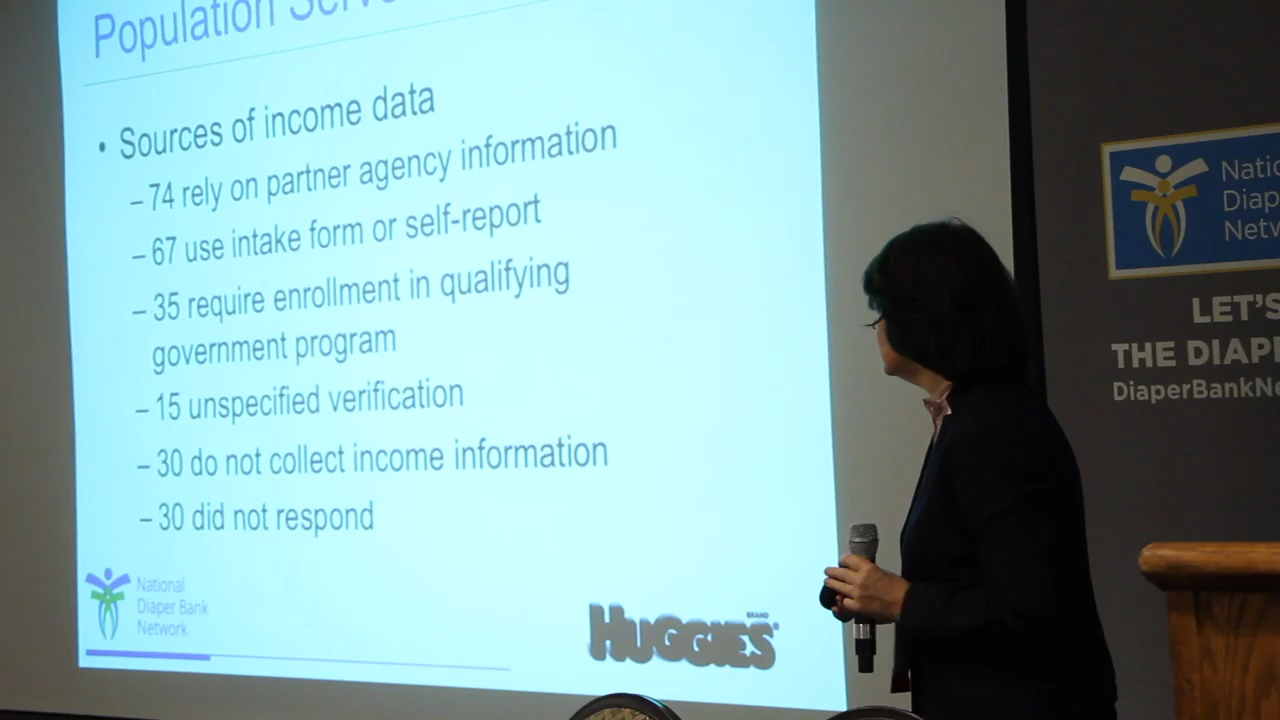 Population Serve
• Sources of income data
– 74 rely on partner agency information
– 67 use intake form or self-report
– 35 require enrollment in qualifying
government program
– 15 unspecified verification
– 30 do not collect income information
– 30 did not respond
National
Diaper Bank
Network
HUGGIES
BRAND
®
Natio
Diap
Netw
LET'S
THE DIAP
DiaperBankNe